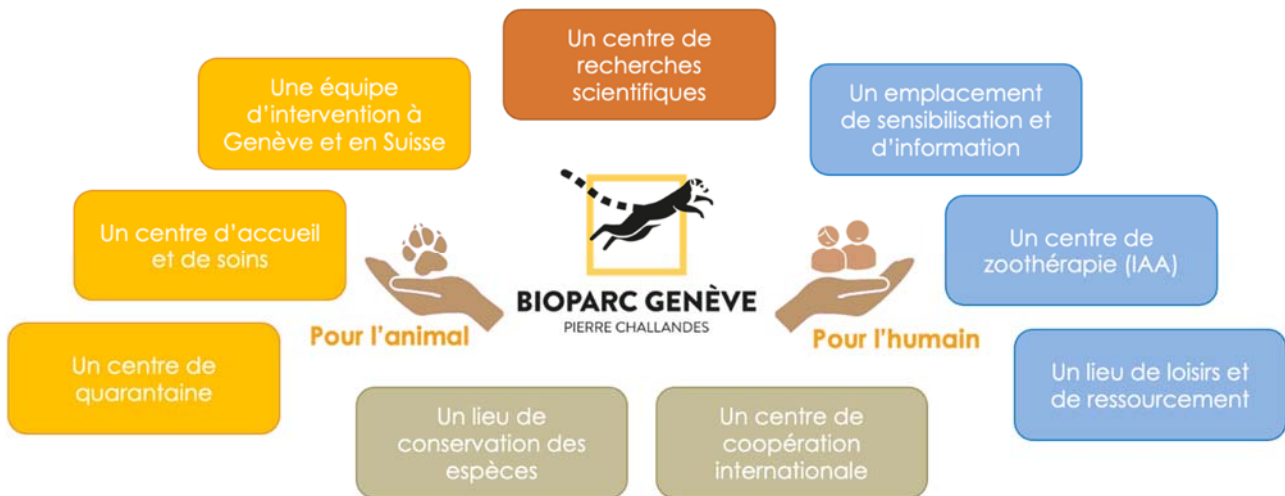 Un centre de
recherches
scientifiques
Une équipe
d'intervention à
Genève et en Suisse
Un emplacement
de sensibilisation et
d'information
Un centre d'accueil
et de soins
Un centre de
zoothérapie (IAA)
BIOPARC GENÈVE
PIERRE CHALLANDES
Pour l'animal
Pour l'humain
Un centre de
quarantaine
Un lieu de loisirs et
de ressourcement
Un lieu de
conservation des
espèces
Un centre de
coopération
internationale